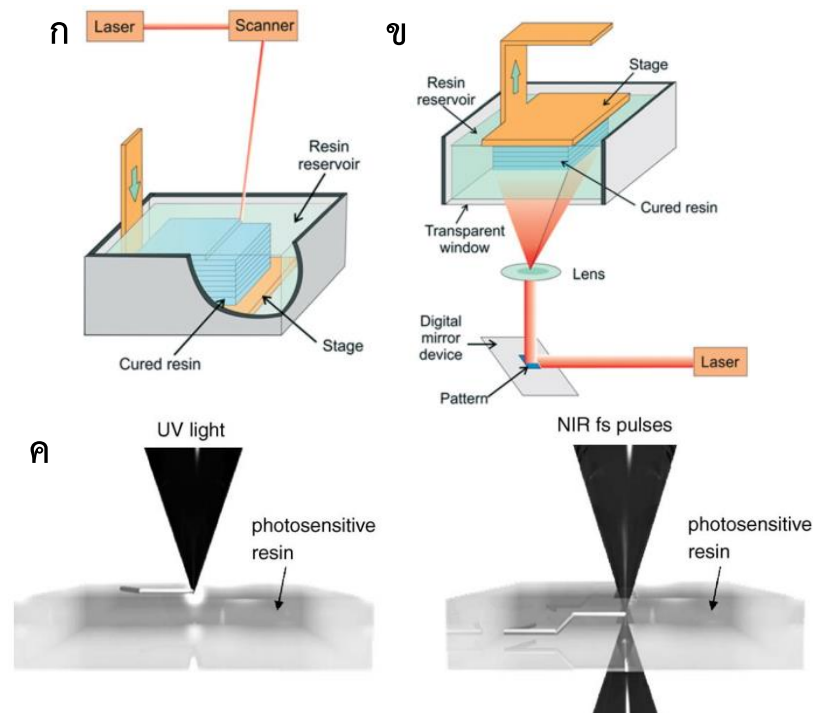 ก
Laser
Scanner
Resin
reservoir
Cured resin
Stage
ข
Resin
reservoir
Stage
Cured resin
Transparent
window
Lens
Digital
mirror
device
Laser
Pattern
ค
UV light
photosensitive
resin
NIR fs pulses
photosensitive
resin